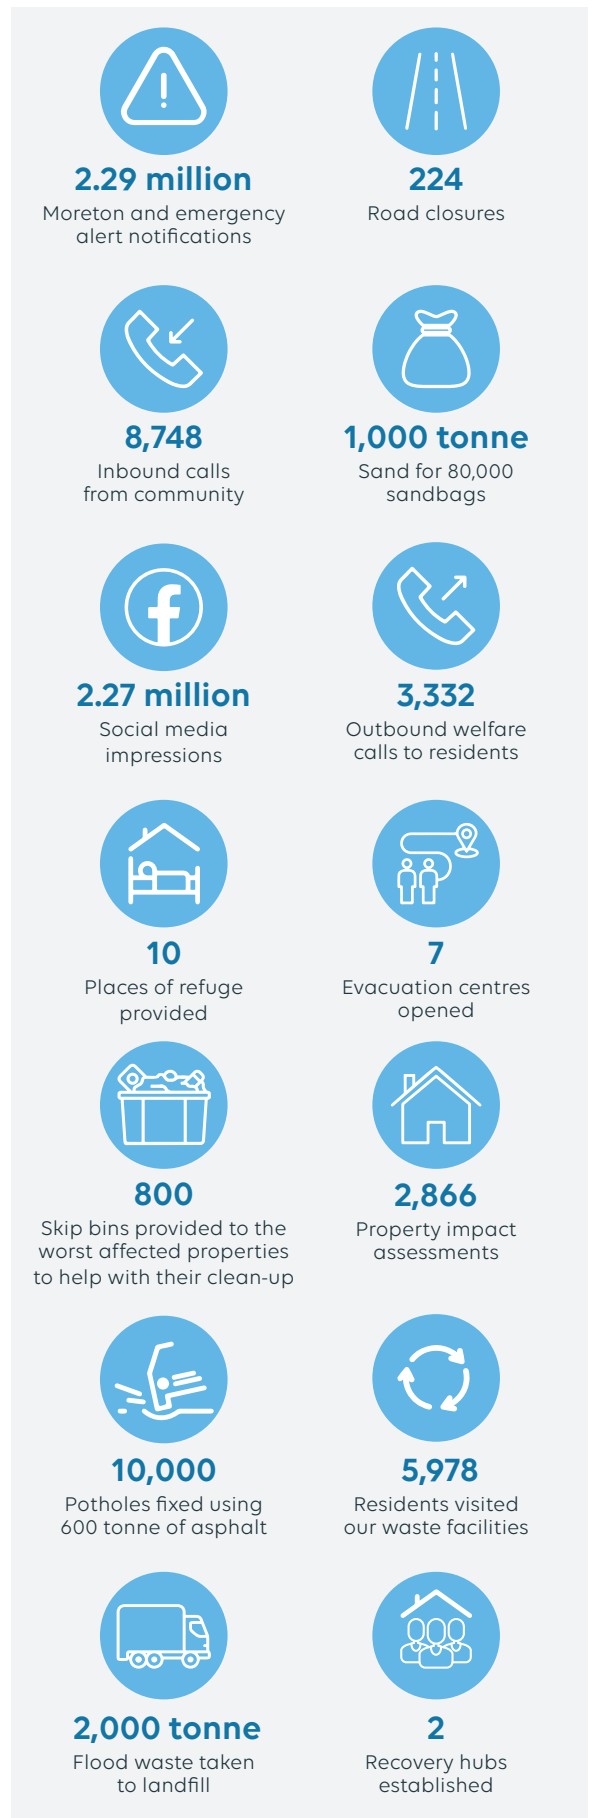 2.29 million
Moreton and emergency
alert notifications
224
Road closures
8,748
Inbound calls
from community
1,000 tonne
Sand for 80,000
sandbags
2.27 million
Social media
impressions
3,332
Outbound welfare
calls to residents
10
Places of refuge
provided
7
Evacuation centres
opened
800
Skip bins provided to the
worst affected properties
to help with their clean-up
2,866
Property impact
assessments
10,000
Potholes fixed using
600 tonne of asphalt
5,978
Residents visited
our waste facilities
2,000 tonne
Flood waste taken
to landfill
2
Recovery hubs
established